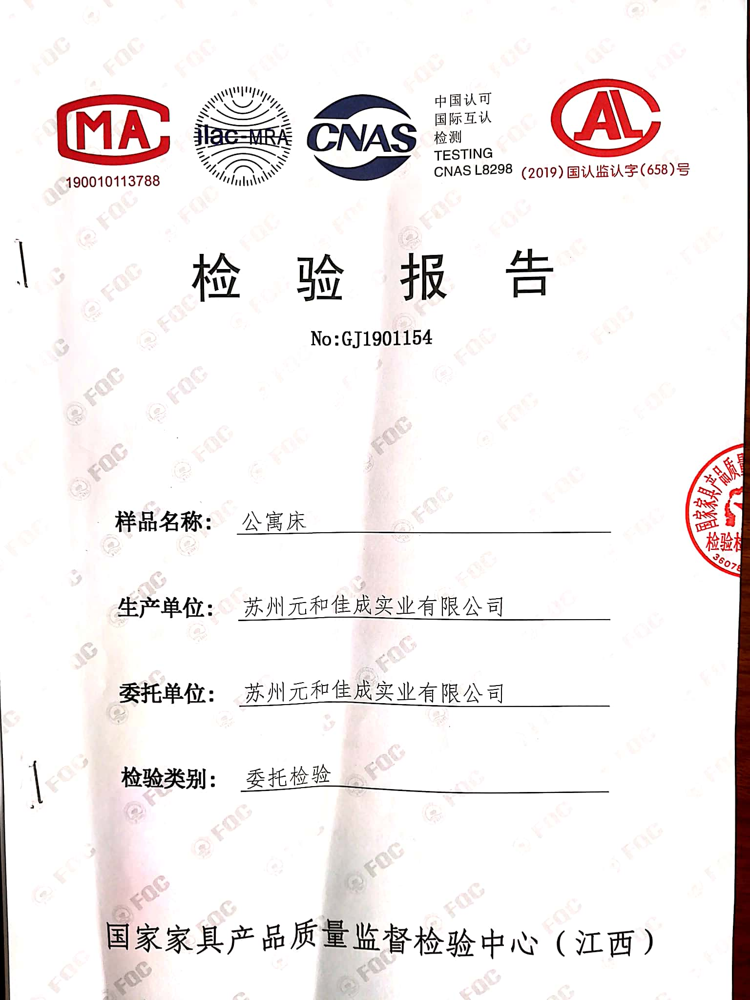 MA
190010113788
ilac-MRA
CNAS
中国认可
国际互认
检测
TESTING
CNAS L8298
AL
(2019)国认监认字(658)号
检验报告
No:GJ1901154
样品名称: 公寓床
生产单位: 苏州元和佳成实业有限公司
委托单位: 苏州元和佳成实业有限公司
检验类别: 委托检验
国家家具产品质量
检验
36078
国家家具产品质量监督检验中心(江西)
FQC